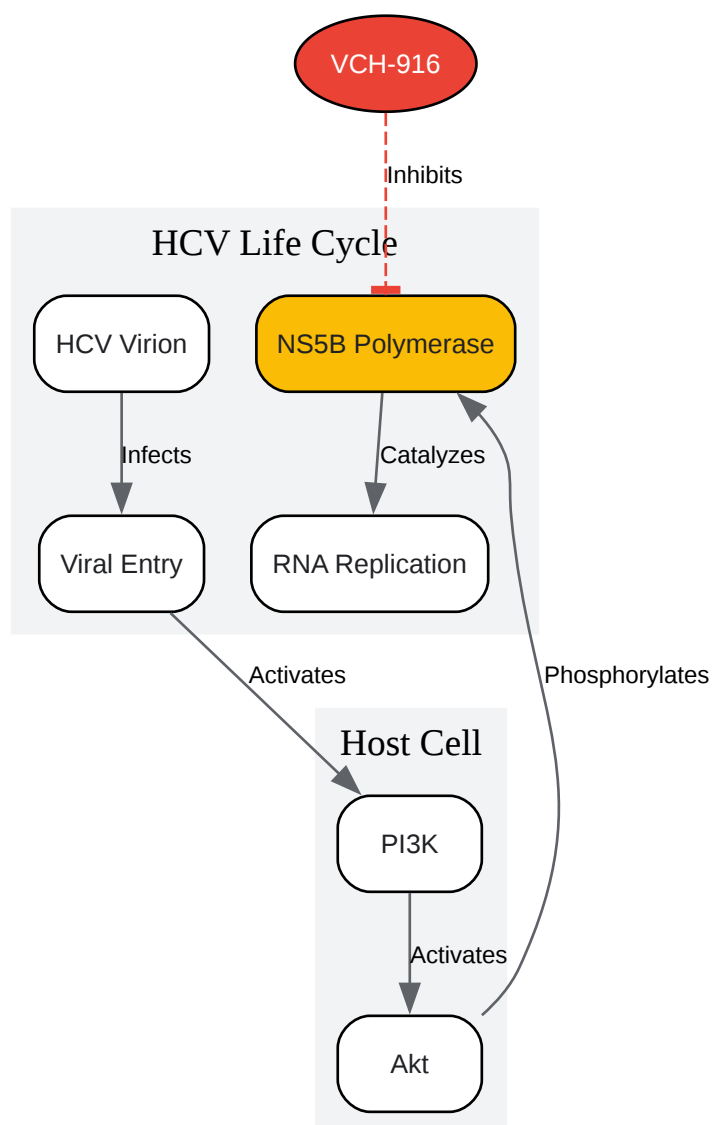 VCH-916
Inhibits
HCV Life Cycle
HCV Virion
NS5B Polymerase
Infects
Catalyzes
Viral Entry
RNA Replication
Activates
Phosphorylates
Host Cell
PI3K
Activates
Akt